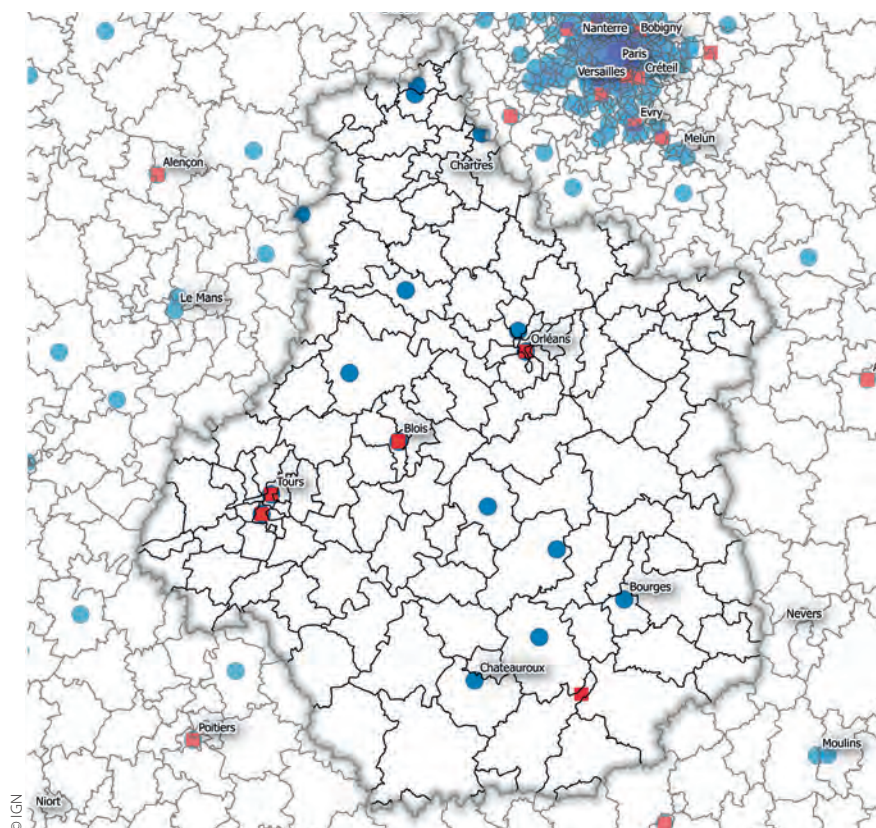 Nanterre
Bobigny
Paris
Versailles
Créteil
Evry
Melun
Alençon
Chartres
Le Mans
Orléans
A
Blois
Tours
Bourges
Nevers
Chateauroux
Poitiers
Moulins
Niort
© IGN